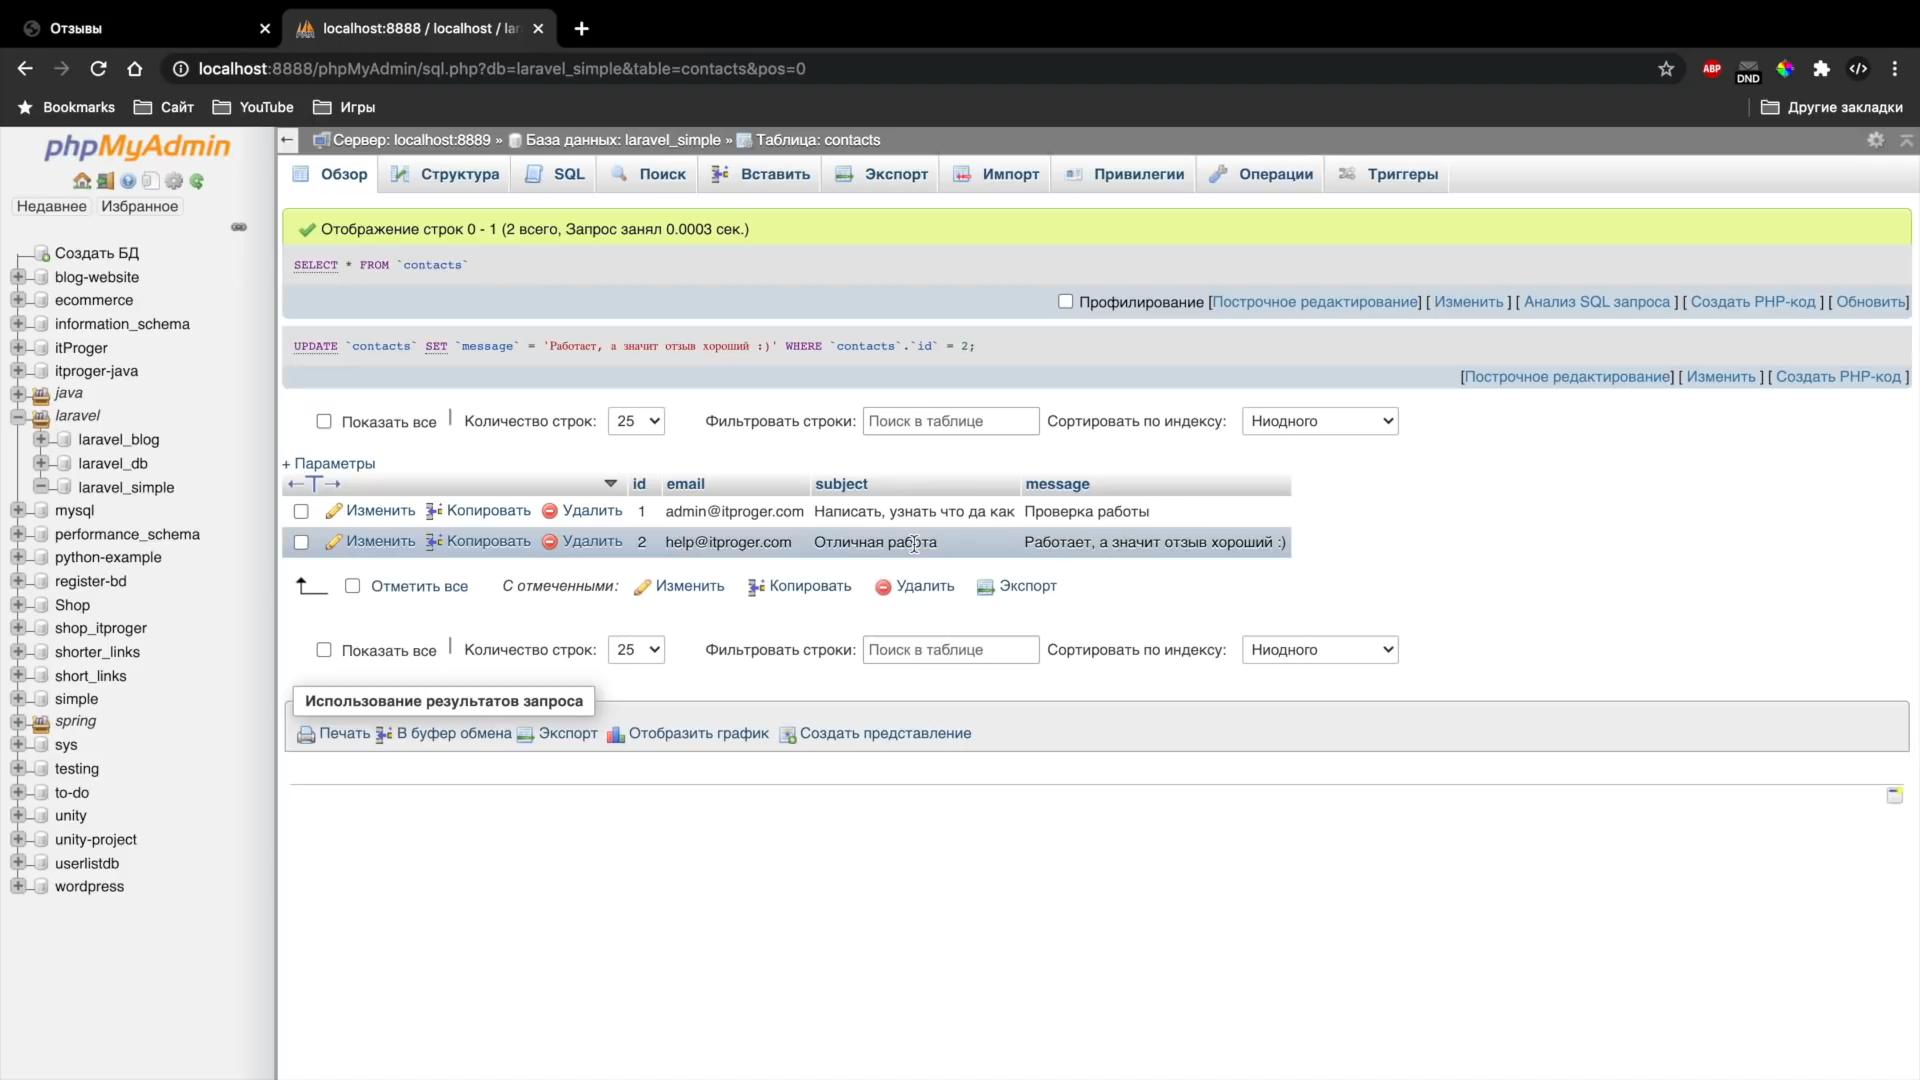 Отзывы
localhost:8888 / localhost / lar
localhost:8888/phpMyAdmin/sql.php?db=laravel_simple&table=contacts&pos=0
ABP
DND
Bookmarks Сайт YouTube Игры Другие закладки
phpMyAdmin
Недавнее Избранное
Создать БД
blog-website
ecommerce
information_schema
itProger
itproger-java
java
laravel
laravel_blog
laravel_db
laravel_simple
mysql
performance_schema
python-example
register-bd
Shop
shop_itproger
shorter_links
short_links
simple
spring
sys
testing
to-do
unity
unity-project
userlistdb
wordpress
Сервер: localhost:8889 » База данных: laravel_simple » Таблица: contacts
Обзор Структура SQL Поиск Вставить Экспорт Импорт Привилегии Операции Триггеры
Отображение строк 0 - 1 (2 всего, Запрос занял 0.0003 сек.)
SELECT * FROM `contacts`
Профилирование [Построчное редактирование] [ Изменить ] [ Анализ SQL запроса ] [ Создать PHP-код ] [ Обновить]
UPDATE `contacts` SET `message` = 'Работает, а значит отзыв хороший :)' WHERE `contacts`.`id` = 2;
[Построчное редактирование] [ Изменить ] [ Создать PHP-код ]
Показать все | Количество строк: 25 Фильтровать строки: Поиск в таблице Сортировать по индексу: Ниодного
+ Параметры
←T→ id email subject message
Изменить Копировать Удалить 1 admin@itproger.com Написать, узнать что да как Проверка работы
Изменить Копировать Удалить 2 help@itproger.com Отличная работа Работает, а значит отзыв хороший :)
Отметить все С отмеченными: Изменить Копировать Удалить Экспорт
Показать все | Количество строк: 25 Фильтровать строки: Поиск в таблице Сортировать по индексу: Ниодного
Использование результатов запроса
Печать В буфер обмена Экспорт Отобразить график Создать представление